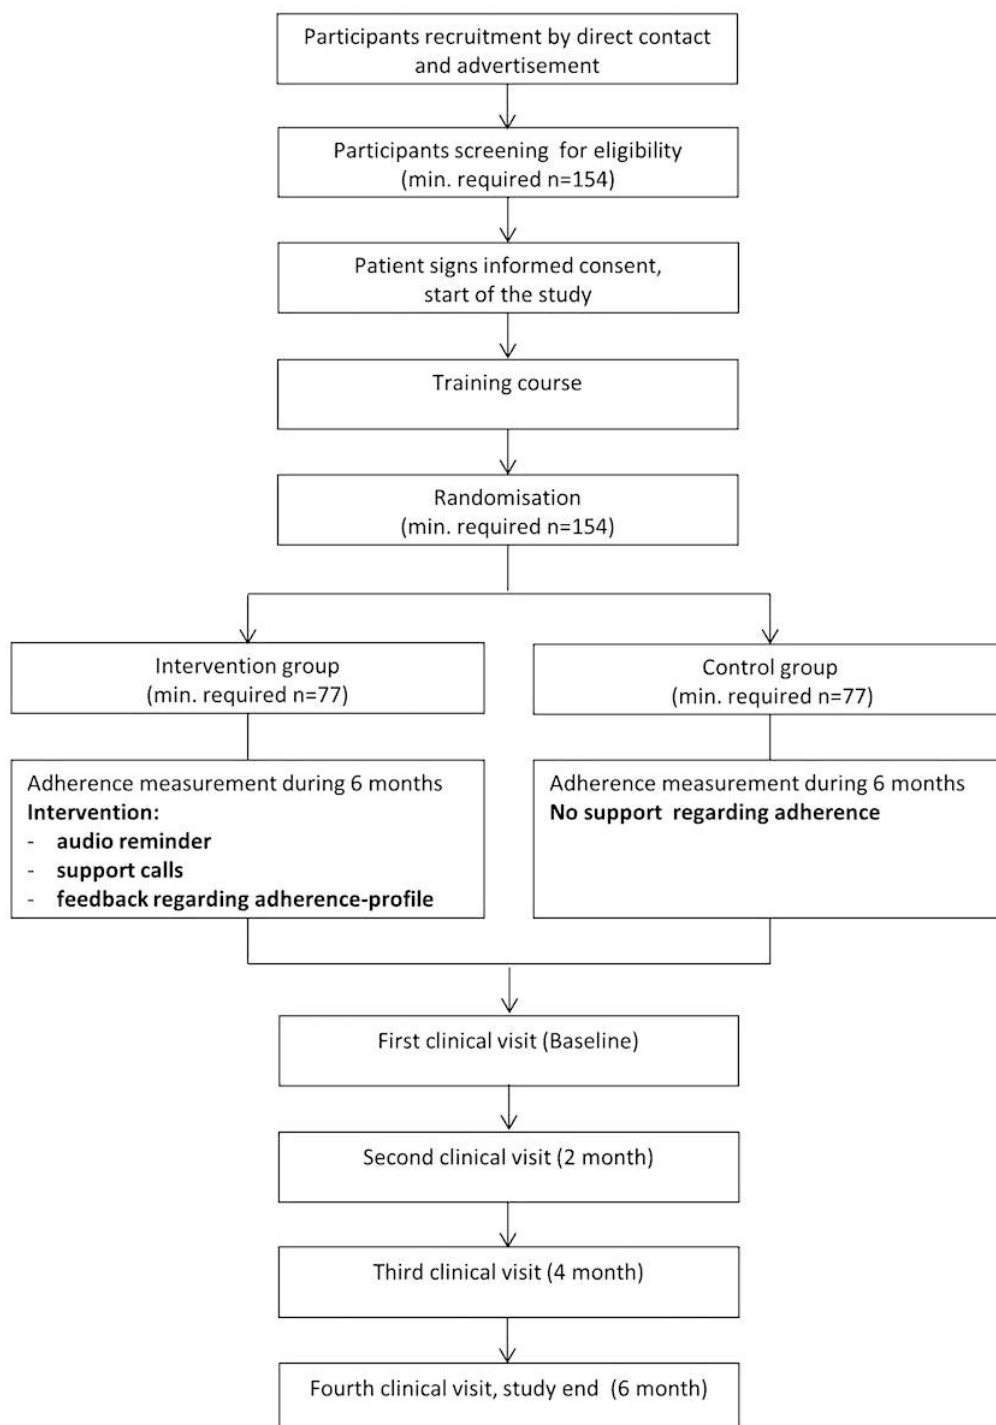 Participants recruitment by direct contact
and advertisement
Participants screening for eligibility
(min. required n=154)
Patient signs informed consent,
start of the study
Training course
Randomisation
(min. required n=154)
Intervention group
(min. required n=77)
Control group
(min. required n=77)
Adherence measurement during 6 months
Intervention:
- audio reminder
- support calls
- feedback regarding adherence-profile
Adherence measurement during 6 months
No support regarding adherence
First clinical visit (Baseline)
Second clinical visit (2 month)
Third clinical visit (4 month)
Fourth clinical visit, study end (6 month)